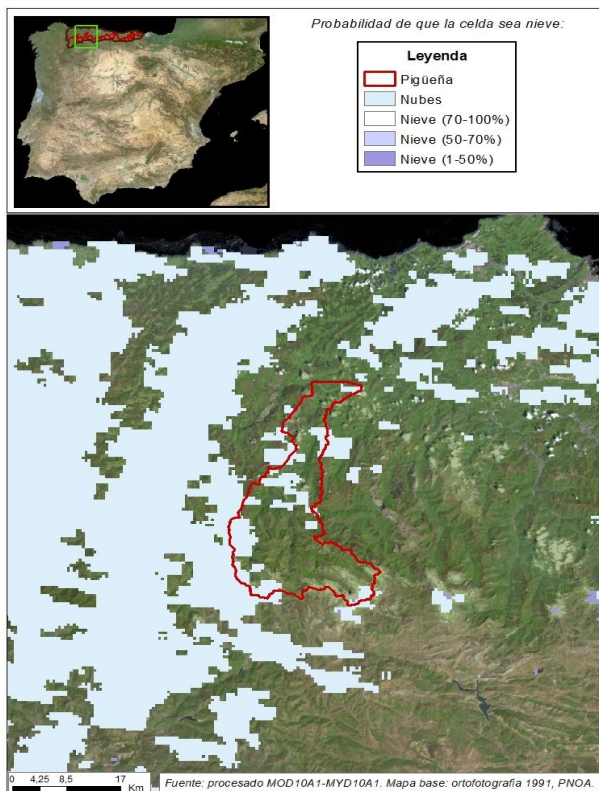 Probabilidad de que la celda sea nieve:
Leyenda
Pigüeña
Nubes
Nieve (70-100%)
Nieve (50-70%)
Nieve (1-50%)
0 4,25 8,5 17
Km
Fuente: procesado MOD10A1-MYD10A1. Mapa base: ortofotografia 1991, PNOA.